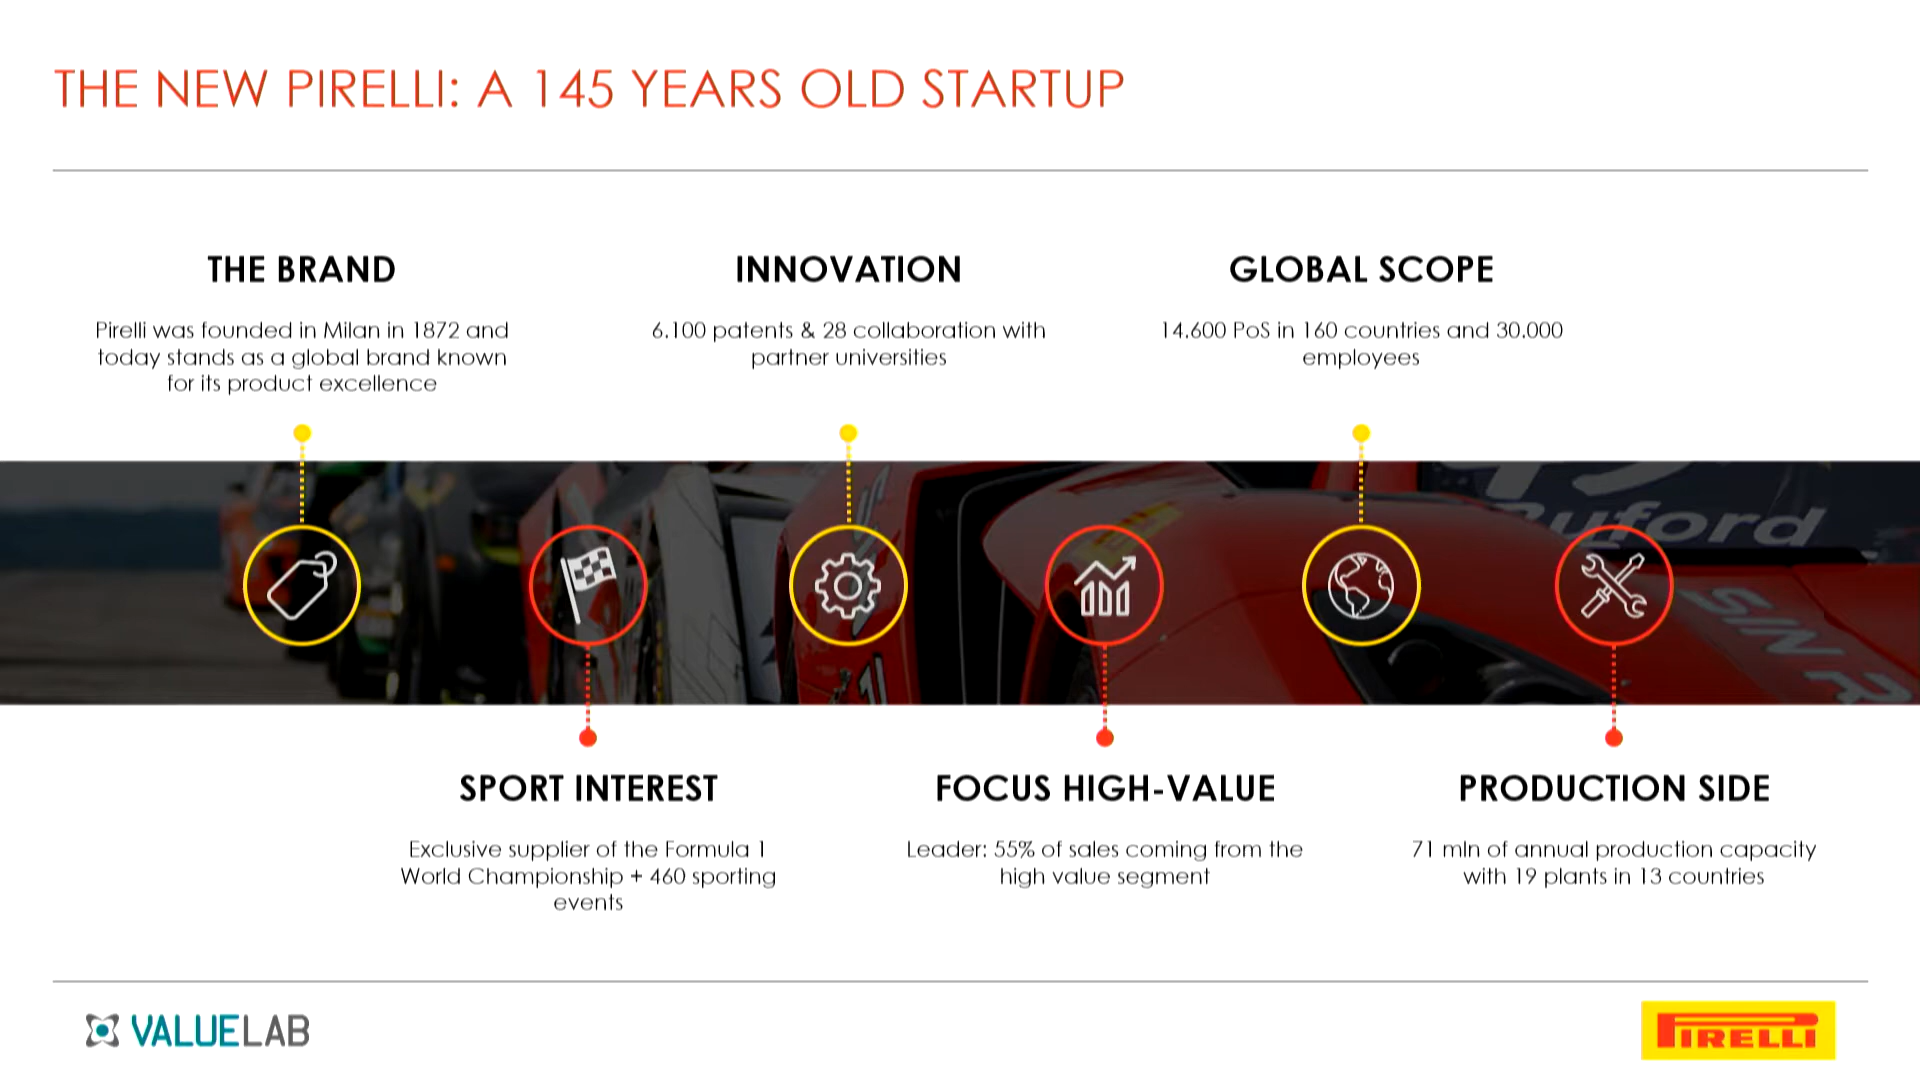 THE NEW PIRELLI: A 145 YEARS OLD STARTUP
THE BRAND
Pirelli was founded in Milan in 1872 and
today stands as a global brand known
for its product excellence
INNOVATION
6.100 patents & 28 collaboration with
partner universities
GLOBAL SCOPE
14.600 PoS in 160 countries and 30.000
employees
uford
SPORT INTEREST
Exclusive supplier of the Formula 1
World Championship + 460 sporting
events
FOCUS HIGH-VALUE
Leader: 55% of sales coming from the
high value segment
PRODUCTION SIDE
71 mln of annual production capacity
with 19 plants in 13 countries
VALUELAB
PIRELLI